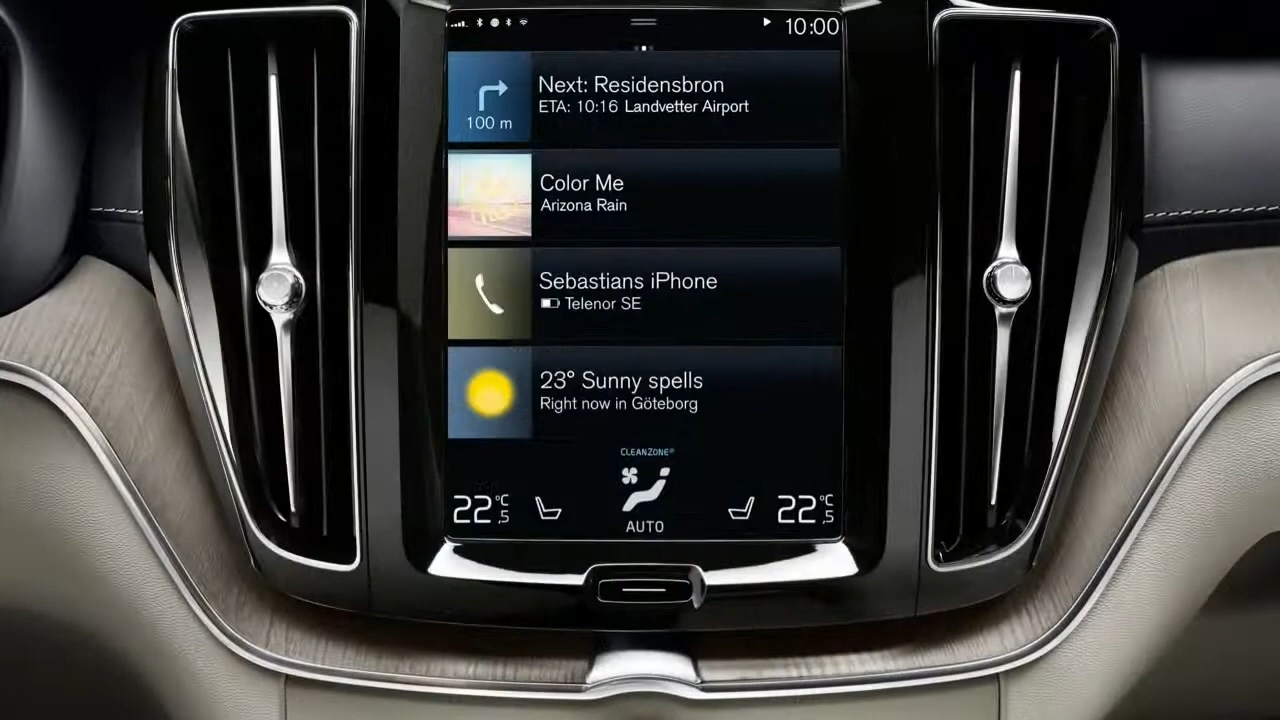 10:00
Next: Residensbron
ETA: 10:16 Landvetter Airport
100 m
Color Me
Arizona Rain
Sebastians iPhone
Telenor SE
23° Sunny spells
Right now in Göteborg
CLEANZONE®
22,5 °C
22,5 °C
AUTO